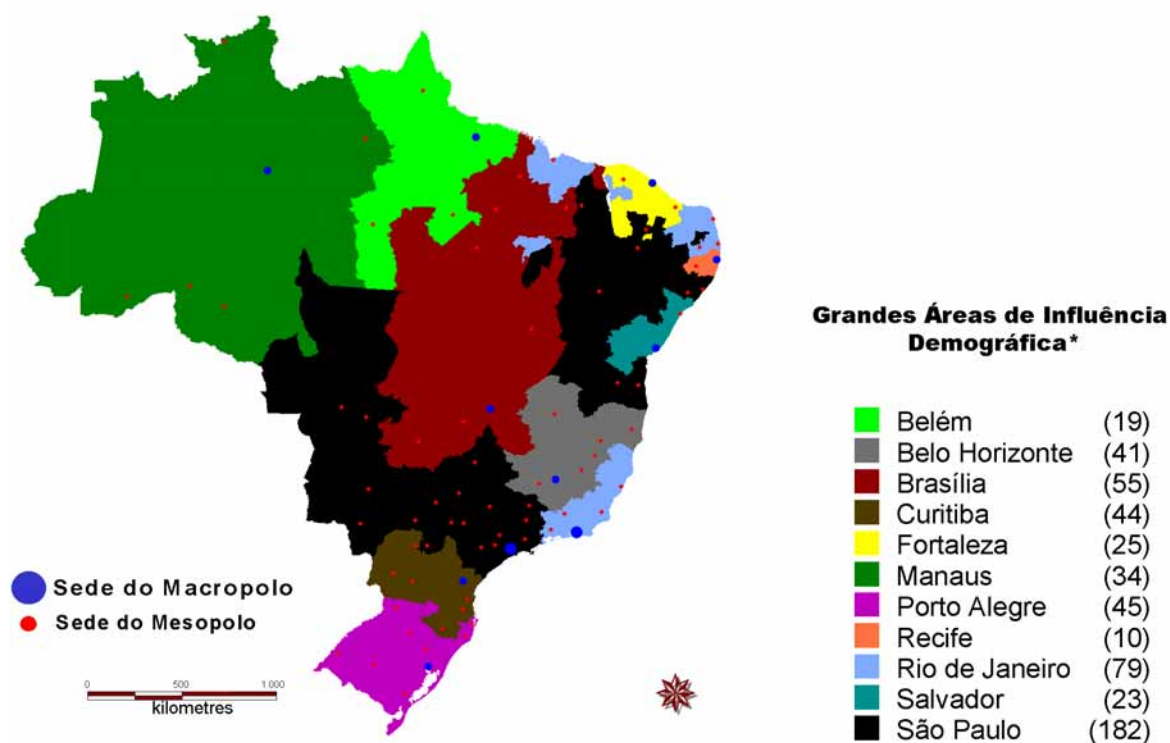 Grandes Áreas de Influência
Demográfica*
Belém (19)
Belo Horizonte (41)
Brasília (55)
Curitiba (44)
Fortaleza (25)
Manaus (34)
Porto Alegre (45)
Recife (10)
Rio de Janeiro (79)
Salvador (23)
São Paulo (182)
Sede do Macropolo
Sede do Mesopolo
0 500 1 000
kilometres